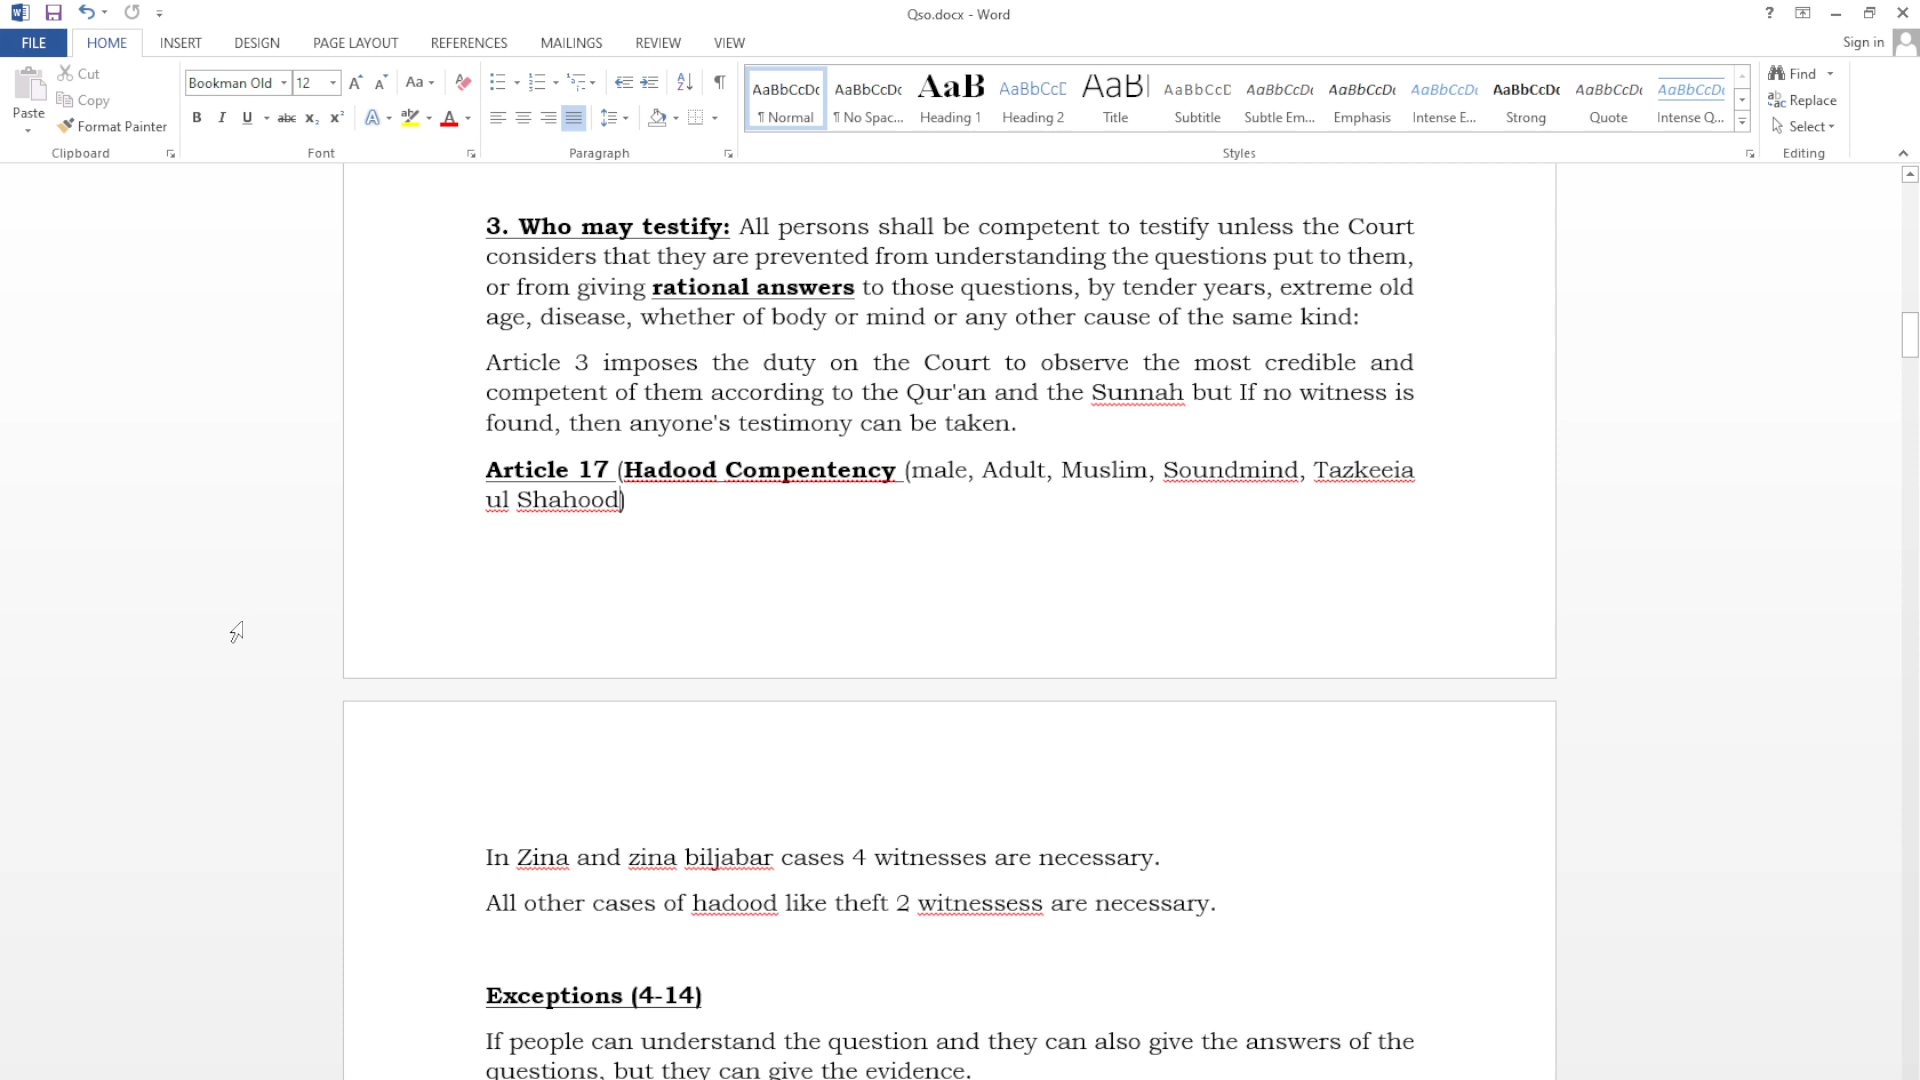 Qso.docx - Word
FILE HOME INSERT DESIGN PAGE LAYOUT REFERENCES MAILINGS REVIEW VIEW Sign in
Paste
Cut
Copy
Format Painter
Clipboard
Bookman Old 12
Font
Paragraph
AaBbCcDc AaBbCcDc AaB AaBbCcC AaB AaBbCcC AaBbCcDc AaBbCcDc AaBbCcDc AaBbCcDc AaBbCcDc AaBbCcDc
¶ Normal ¶ No Spac... Heading 1 Heading 2 Title Subtitle Subtle Em... Emphasis Intense E... Strong Quote Intense Q...
Styles
Find
Replace
Select
Editing
3. Who may testify: All persons shall be competent to testify unless the Court
considers that they are prevented from understanding the questions put to them,
or from giving rational answers to those questions, by tender years, extreme old
age, disease, whether of body or mind or any other cause of the same kind:
Article 3 imposes the duty on the Court to observe the most credible and
competent of them according to the Qur'an and the Sunnah but If no witness is
found, then anyone's testimony can be taken.
Article 17 (Hadood Compentency (male, Adult, Muslim, Soundmind, Tazkeeia
ul Shahood)
In Zina and zina biljabar cases 4 witnesses are necessary.
All other cases of hadood like theft 2 witnessess are necessary.
Exceptions (4-14)
If people can understand the question and they can also give the answers of the
questions, but they can give the evidence.